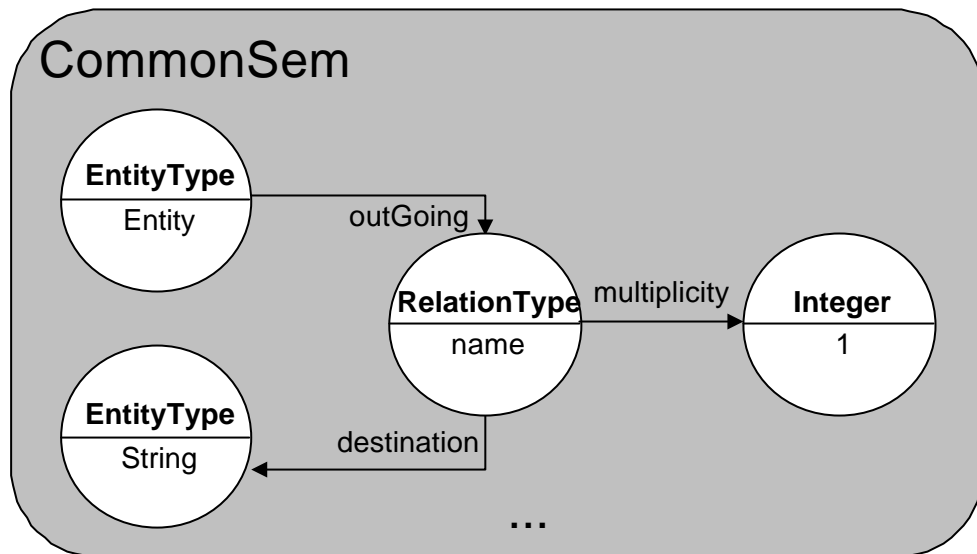 CommonSem
EntityType
Entity
outGoing
RelationType
name
multiplicity
Integer
1
EntityType
String
destination
...